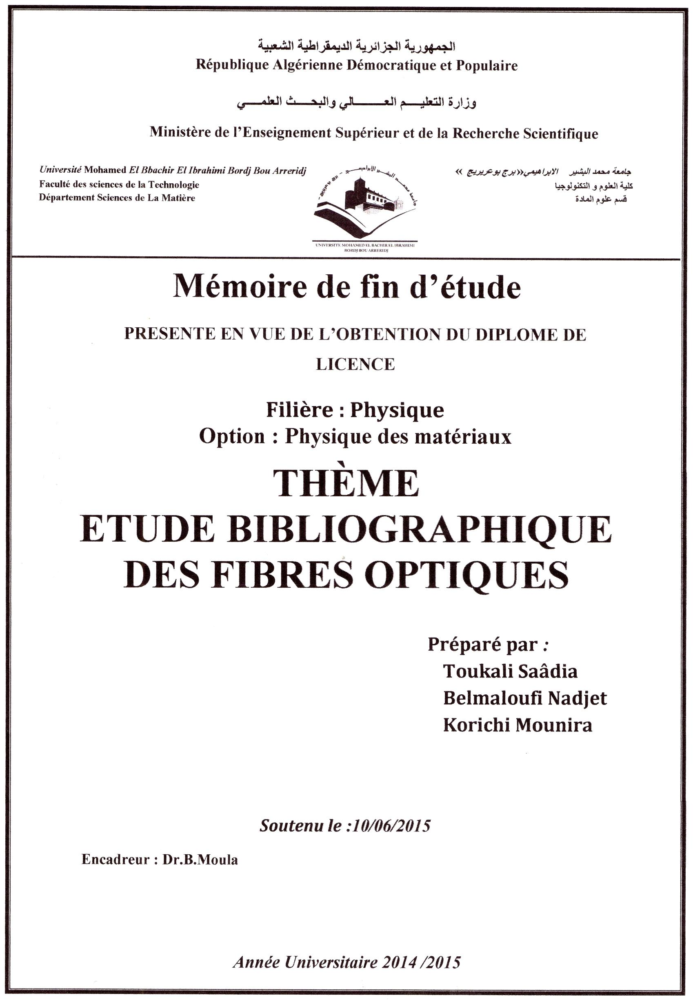 الجمهورية الجزائرية الديمقراطية الشعبية
République Algérienne Démocratique et Populaire
وزارة التعليـــم العـــــــالي والبحـــث العلمـــي
Ministère de l’Enseignement Supérieur et de la Recherche Scientifique
Université Mohamed El Bbachir El Ibrahimi Bordj Bou Arreridj
Faculté des sciences de la Technologie
Département Sciences de La Matière
جامعة محمد البشير الابراهيمي - برج بوعريريج -
UNIVERSITE MOHAMED EL BACHIR EL IBRAHIMI
BORDJ BOU ARRERIDJ
جامعة محمد البشير الابراهيمي«برج بوعريريج »
كلية العلوم و التكنولوجيا
قسم علوم المادة
Mémoire de fin d’étude
PRESENTE EN VUE DE L’OBTENTION DU DIPLOME DE
LICENCE
Filière : Physique
Option : Physique des matériaux
THÈME
ETUDE BIBLIOGRAPHIQUE
DES FIBRES OPTIQUES
Préparé par :
Toukali Saâdia
Belmaloufi Nadjet
Korichi Mounira
Soutenu le :10/06/2015
Encadreur : Dr.B.Moula
Année Universitaire 2014 /2015